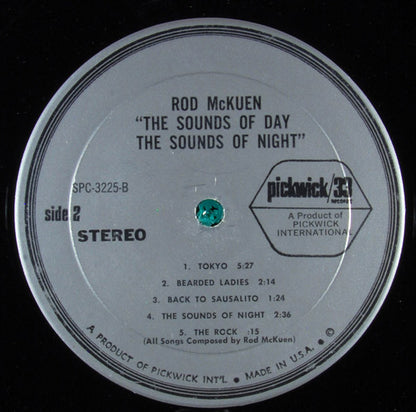 ROD McKUEN
"THE SOUNDS OF DAY
THE SOUNDS OF NIGHT"
SPC-3225-B
side 2
STEREO
pickwick/33
RECORDS
A Product of
PICKWICK
INTERNATIONAL
1. TOKYO 5:27
2. BEARDED LADIES 2:14
3. BACK TO SAUSALITO 1:24
4. THE SOUNDS OF NIGHT 2:36
5. THE ROCK :15
(All Songs Composed by Rod McKuen)
A PRODUCT OF PICKWICK INT'L • MADE IN U.S.A. • ©